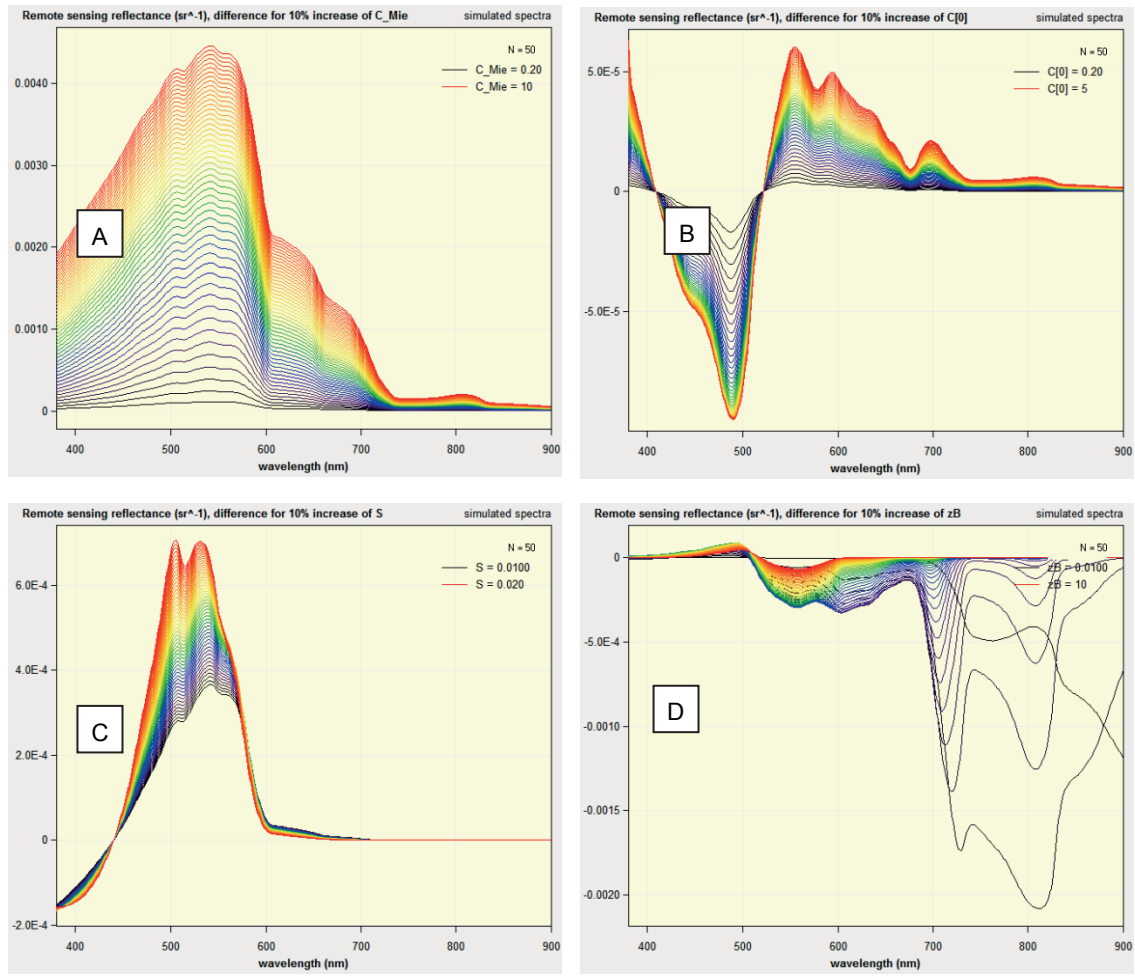 Remote sensing reflectance (sr^-1), difference for 10% increase of C_Mie simulated spectra
N = 50
C_Mie = 0.20
C_Mie = 10
0.0040
0.0030
0.0020
0.0010
0
A
400 500 600 700 800 900
wavelength (nm)
Remote sensing reflectance (sr^-1), difference for 10% increase of C[0] simulated spectra
N = 50
C[0] = 0.20
C[0] = 5
5.0E-5
0
-5.0E-5
B
400 500 600 700 800 900
wavelength (nm)
Remote sensing reflectance (sr^-1), difference for 10% increase of S simulated spectra
N = 50
S = 0.0100
S = 0.020
6.0E-4
4.0E-4
2.0E-4
0
-2.0E-4
C
400 500 600 700 800 900
wavelength (nm)
Remote sensing reflectance (sr^-1), difference for 10% increase of zB simulated spectra
N = 50
zB = 0.0100
zB = 10
0
-5.0E-4
-0.0010
-0.0015
-0.0020
D
400 500 600 700 800 900
wavelength (nm)